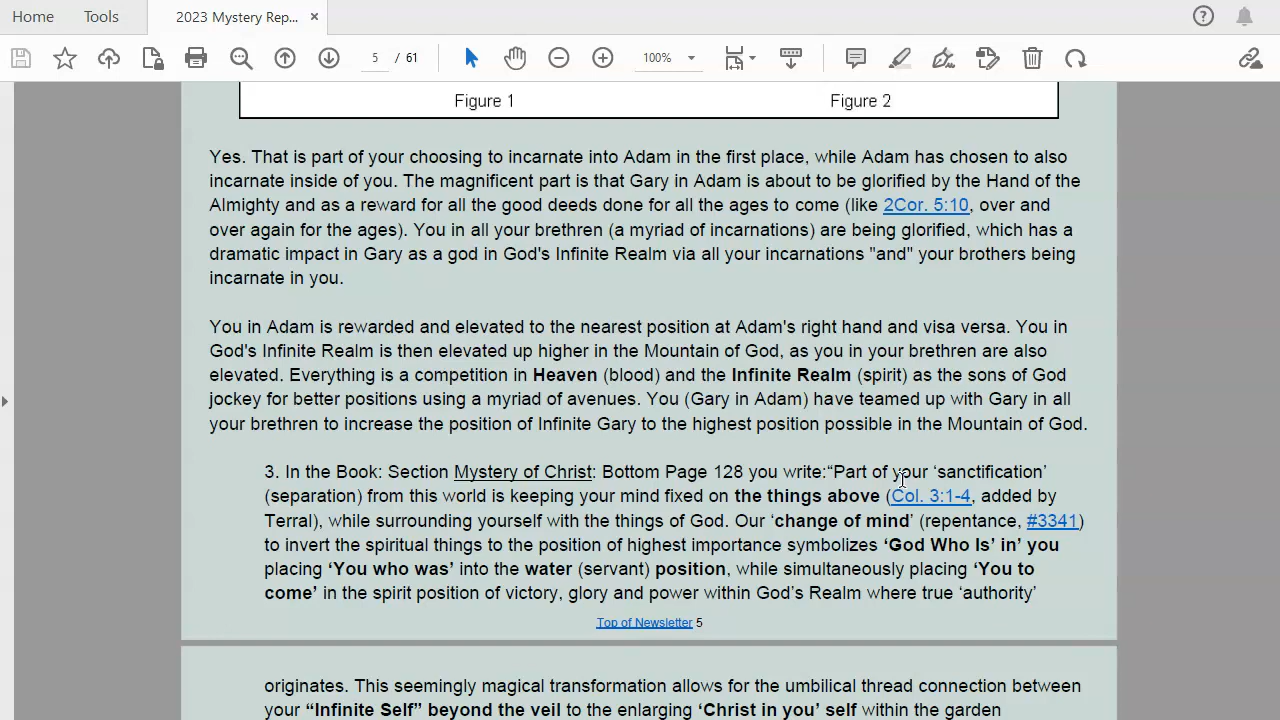 Home Tools 2023 Mystery Rep... ×
5 / 61 100%
Figure 1 Figure 2
Yes. That is part of your choosing to incarnate into Adam in the first place, while Adam has chosen to also
incarnate inside of you. The magnificent part is that Gary in Adam is about to be glorified by the Hand of the
Almighty and as a reward for all the good deeds done for all the ages to come (like 2Cor. 5:10, over and
over again for the ages). You in all your brethren (a myriad of incarnations) are being glorified, which has a
dramatic impact in Gary as a god in God's Infinite Realm via all your incarnations "and" your brothers being
incarnate in you.
You in Adam is rewarded and elevated to the nearest position at Adam's right hand and visa versa. You in
God's Infinite Realm is then elevated up higher in the Mountain of God, as you in your brethren are also
elevated. Everything is a competition in Heaven (blood) and the Infinite Realm (spirit) as the sons of God
jockey for better positions using a myriad of avenues. You (Gary in Adam) have teamed up with Gary in all
your brethren to increase the position of Infinite Gary to the highest position possible in the Mountain of God.
3. In the Book: Section Mystery of Christ: Bottom Page 128 you write:“Part of your ‘sanctification’
(separation) from this world is keeping your mind fixed on the things above (Col. 3:1-4, added by
Terral), while surrounding yourself with the things of God. Our ‘change of mind’ (repentance, #3341)
to invert the spiritual things to the position of highest importance symbolizes ‘God Who Is’ in’ you
placing ‘You who was’ into the water (servant) position, while simultaneously placing ‘You to
come’ in the spirit position of victory, glory and power within God’s Realm where true ‘authority’
Top of Newsletter 5
originates. This seemingly magical transformation allows for the umbilical thread connection between
your “Infinite Self” beyond the veil to the enlarging ‘Christ in you’ self within the garden